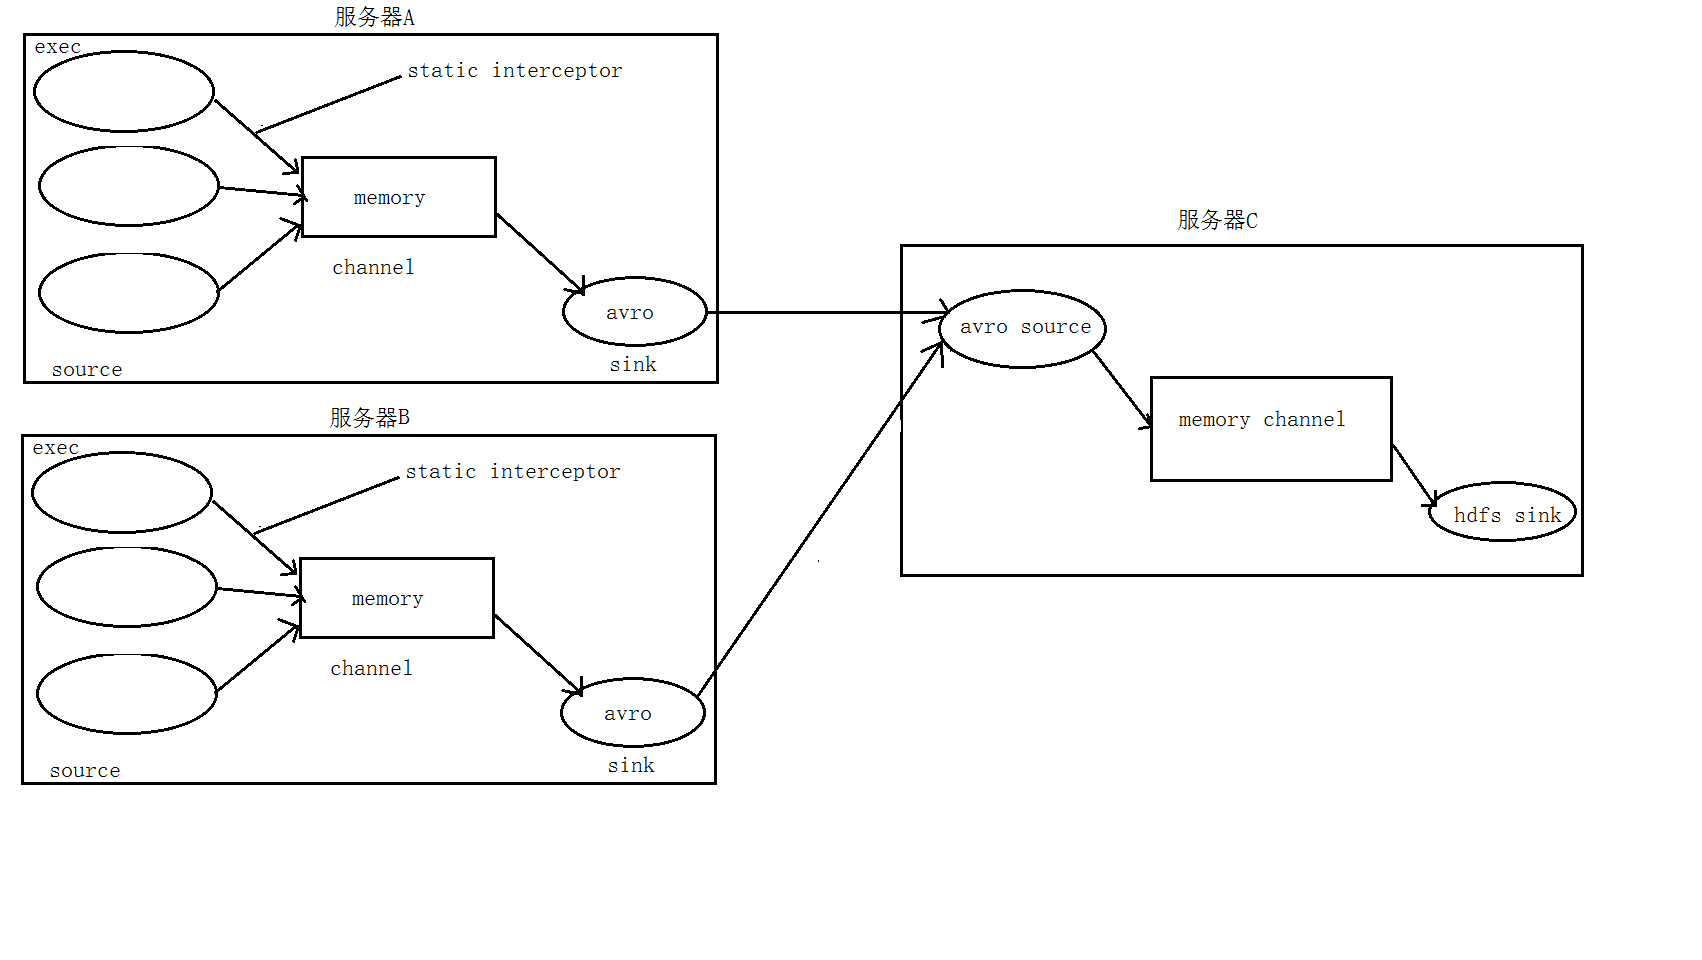 服务器A
exec
static interceptor
memory
channel
avro
sink
source
服务器B
exec
static interceptor
memory
channel
avro
sink
source
服务器C
avro source
memory channel
hdfs sink